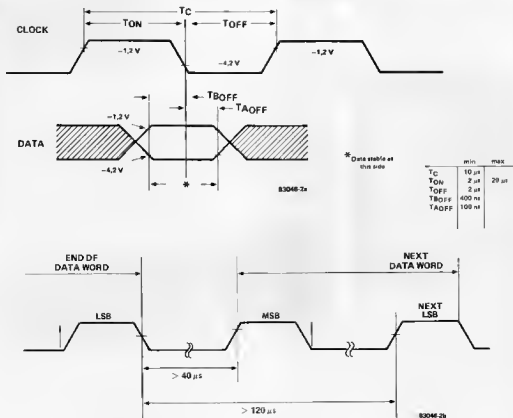 TC
TON
TOFF
CLOCK
–1,2 V
–4,2 V
–1,2 V
TBOFF
TAOFF
–1,2 V
DATA
–4,2 V
*
* Data stable at
this side
83046-2a
min max
TC 10 µs
TON 2 µs 20 µs
TOFF 2 µs
TBOFF 400 ns
TAOFF 100 ns
END OF
DATA WORD
NEXT
DATA WORD
LSB
MSB
NEXT
LSB
> 40 µs
> 120 µs
83046-2b